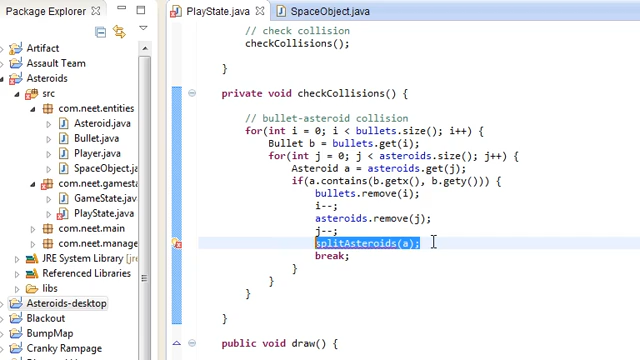 Package Explorer
Artifact
Assault Team
Asteroids
src
com.neet.entities
Asteroid.java
Bullet.java
Player.java
SpaceObject.java
com.neet.gamesta
GameState.java
PlayState.java
com.neet.main
com.neet.manage
JRE System Library [
Referenced Libraries
libs
Asteroids-desktop
Blackout
BumpMap
Cranky Rampage
PlayState.java
SpaceObject.java
// check collision
checkCollisions();
}
private void checkCollisions() {
// bullet-asteroid collision
for(int i = 0; i < bullets.size(); i++) {
Bullet b = bullets.get(i);
for(int j = 0; j < asteroids.size(); j++) {
Asteroid a = asteroids.get(j);
if(a.contains(b.getx(), b.gety())) {
bullets.remove(i);
i--;
asteroids.remove(j);
j--;
splitAsteroids(a);
break;
}
}
}
}
public void draw() {